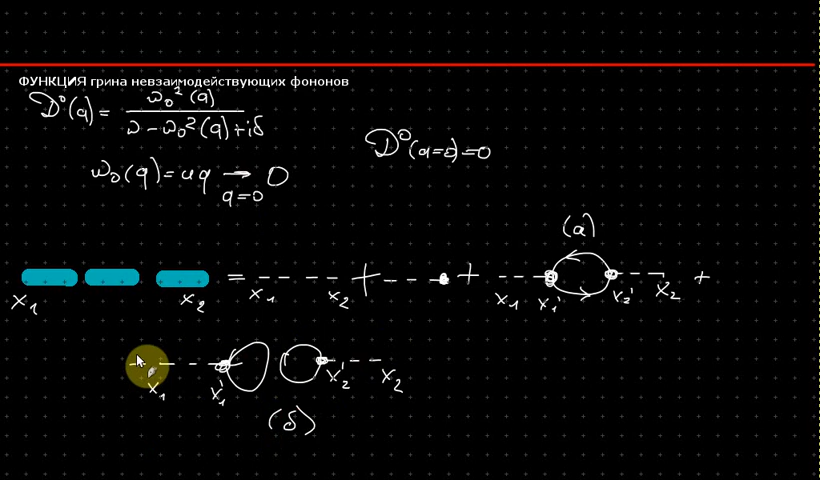 ФУНКЦИЯ грина невзаимодействующих фононов
D⁰(q) = ω₀²(q) / (ω − ω₀²(q) + iδ)
D⁰(q=0)=0
ω₀(q) = uq → 0
q=0
(а)
= + + +
x₁ x₂ x₁ x₂ x₁ x₁' x₂' x₂
x₁ x₁' x₂' x₂
(б)